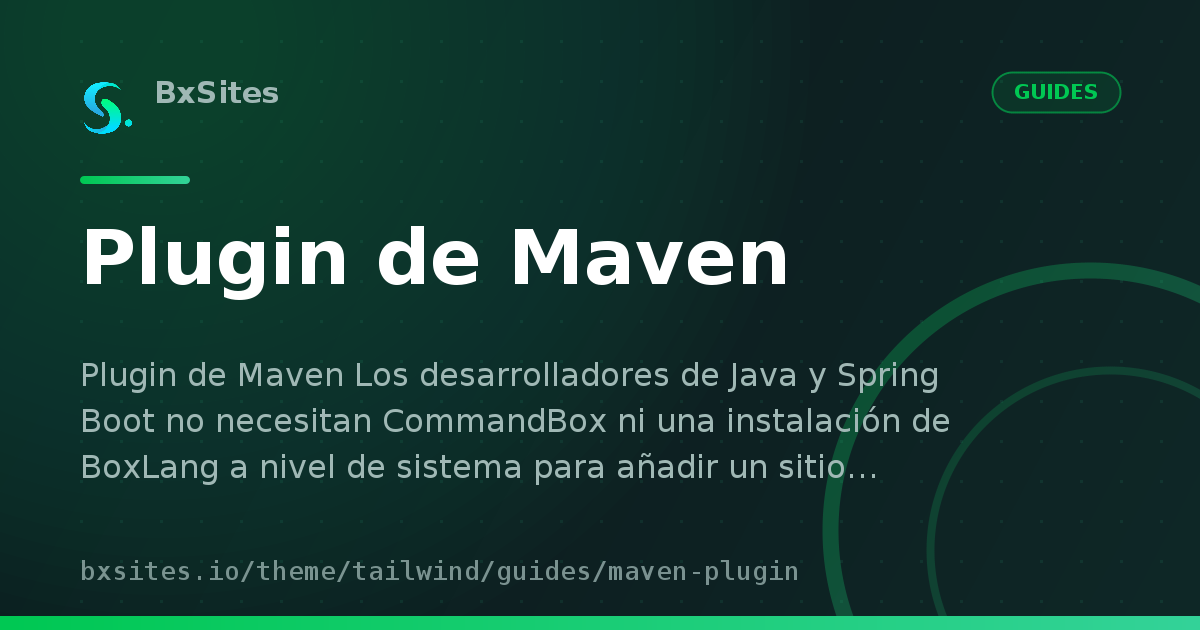 BxSites
GUIDES
Plugin de Maven
Plugin de Maven Los desarrolladores de Java y Spring
Boot no necesitan CommandBox ni una instalación de
BoxLang a nivel de sistema para añadir un sitio…
bxsites.io/theme/tailwind/guides/maven-plugin